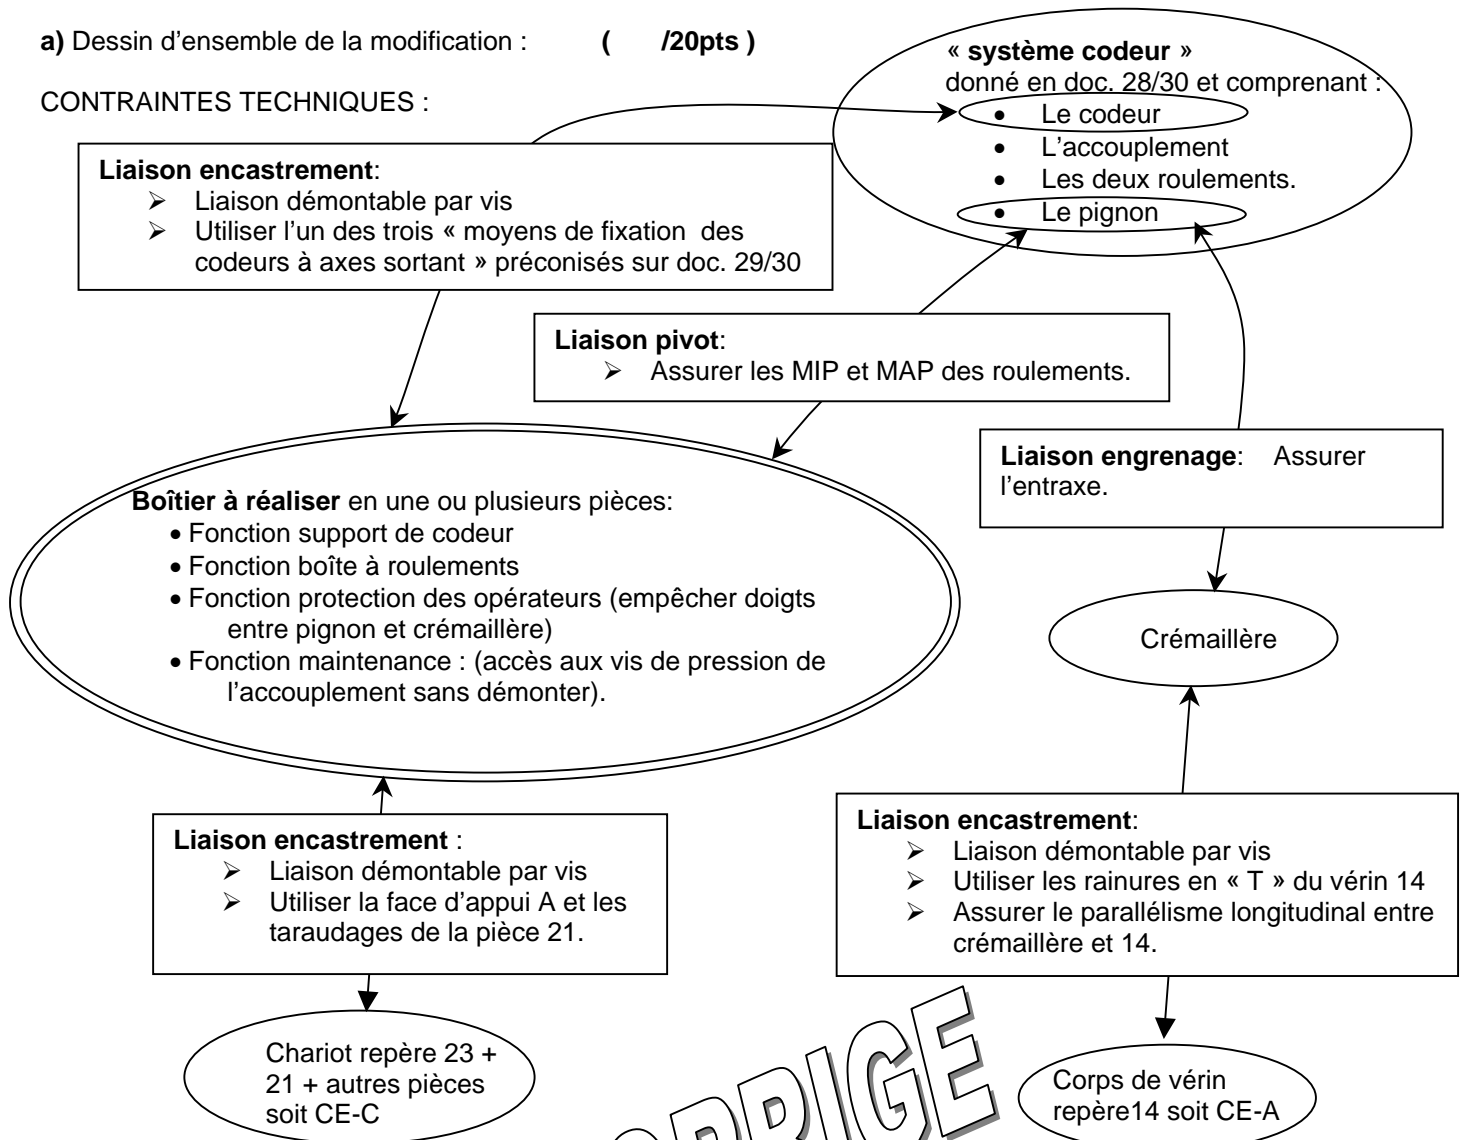 a) Dessin d’ensemble de la modification : ( /20pts )
CONTRAINTES TECHNIQUES :
« système codeur »
donné en doc. 28/30 et comprenant :
• Le codeur
• L’accouplement
• Les deux roulements.
• Le pignon
Liaison encastrement:
➢ Liaison démontable par vis
➢ Utiliser l’un des trois « moyens de fixation des
codeurs à axes sortant » préconisés sur doc. 29/30
Liaison pivot:
➢ Assurer les MIP et MAP des roulements.
Liaison engrenage: Assurer
l’entraxe.
Boîtier à réaliser en une ou plusieurs pièces:
• Fonction support de codeur
• Fonction boîte à roulements
• Fonction protection des opérateurs (empêcher doigts
entre pignon et crémaillère)
• Fonction maintenance : (accès aux vis de pression de
l’accouplement sans démonter).
Crémaillère
Liaison encastrement :
➢ Liaison démontable par vis
➢ Utiliser la face d’appui A et les
taraudages de la pièce 21.
Liaison encastrement:
➢ Liaison démontable par vis
➢ Utiliser les rainures en « T » du vérin 14
➢ Assurer le parallélisme longitudinal entre
crémaillère et 14.
Chariot repère 23 +
21 + autres pièces
soit CE-C
Corps de vérin
repère14 soit CE-A
ORRIGE